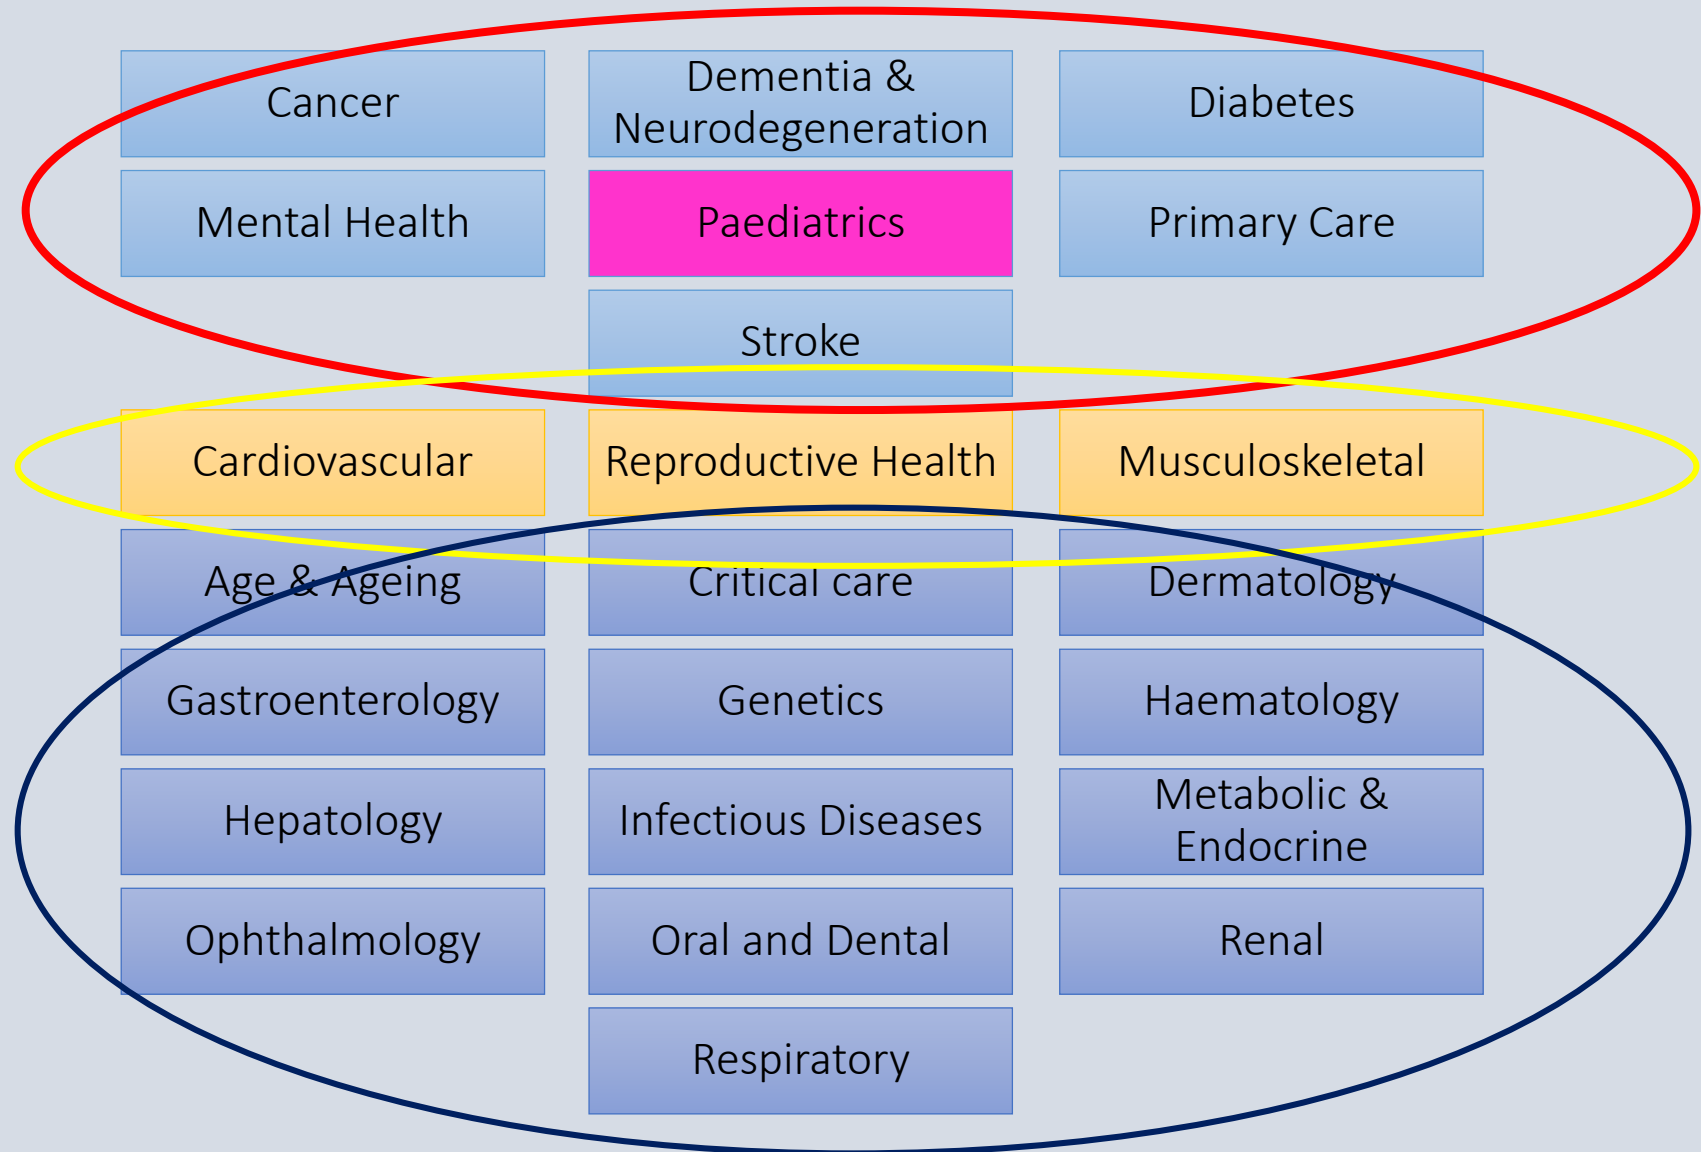 Cancer
Dementia &
Neurodegeneration
Diabetes
Mental Health
Paediatrics
Primary Care
Stroke
Cardiovascular
Reproductive Health
Musculoskeletal
Age & Ageing
Critical care
Dermatology
Gastroenterology
Genetics
Haematology
Hepatology
Infectious Diseases
Metabolic &
Endocrine
Ophthalmology
Oral and Dental
Renal
Respiratory